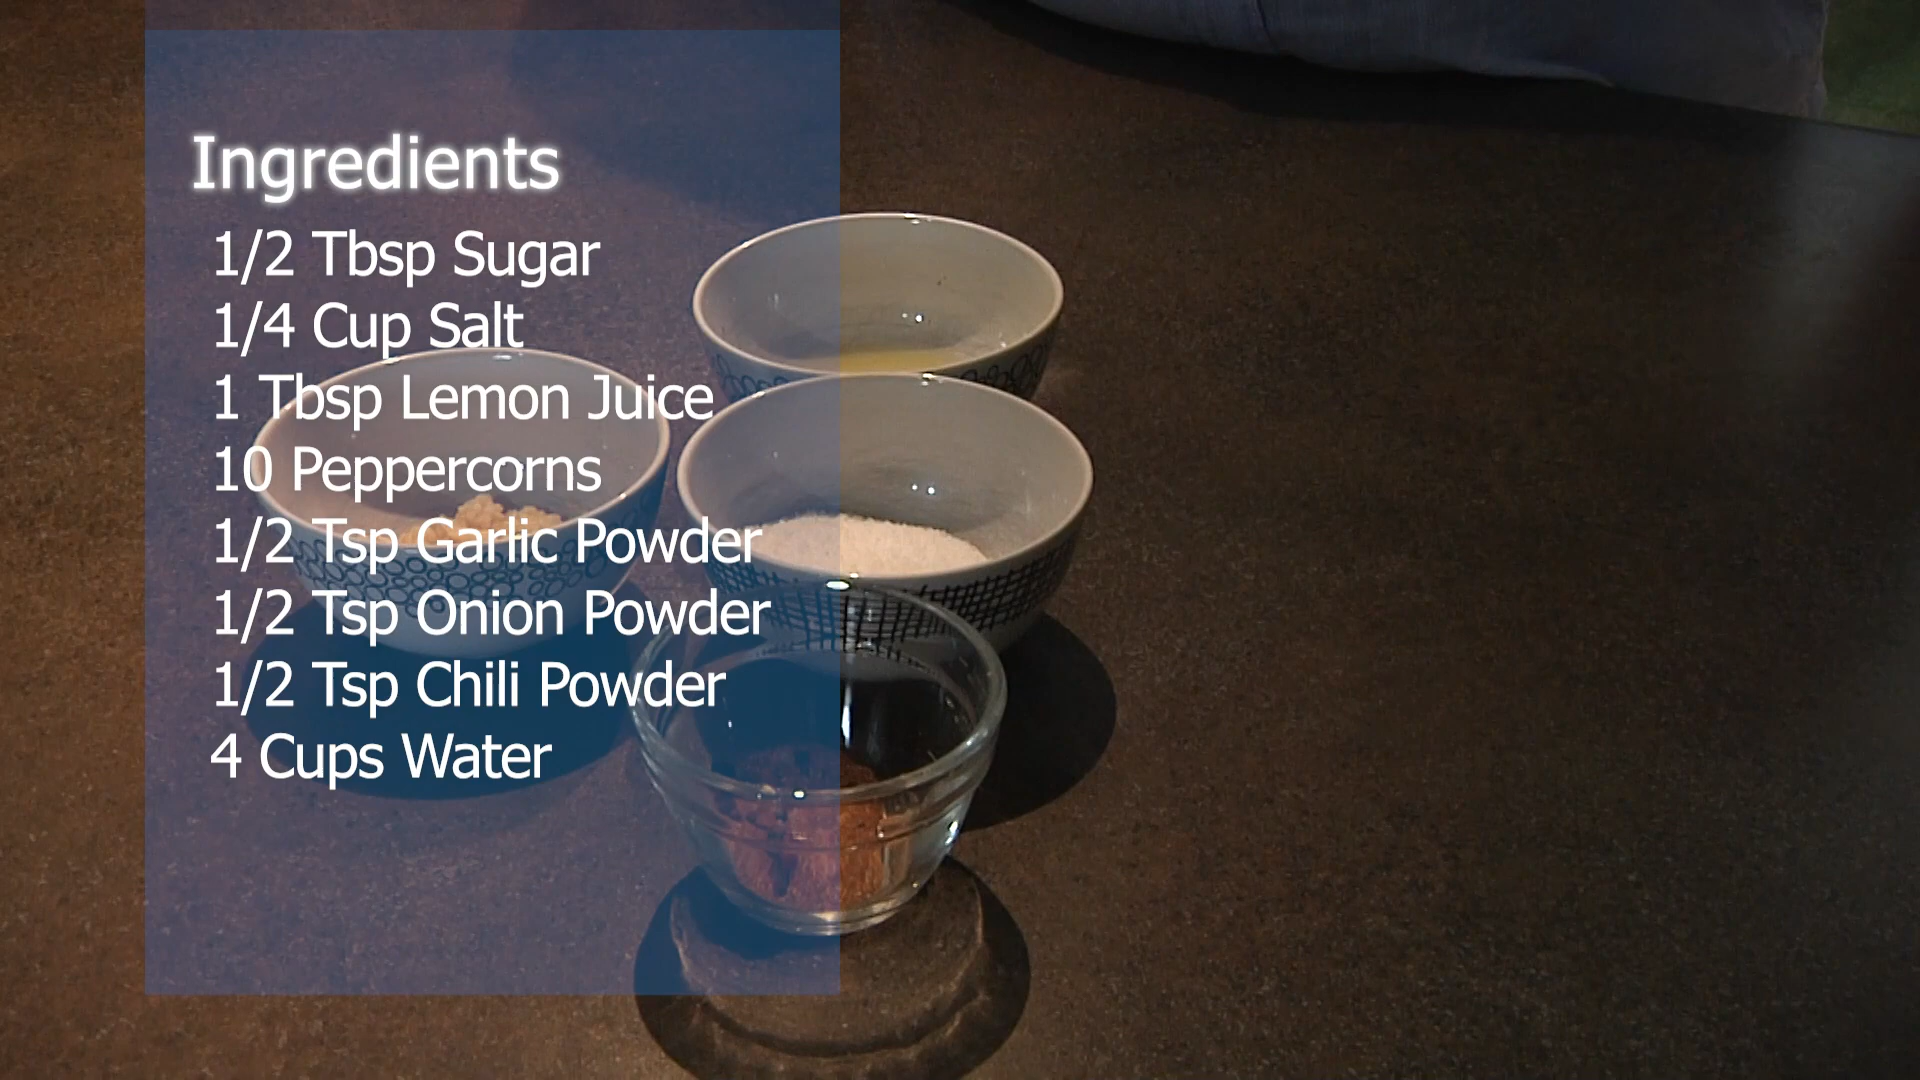 Ingredients
1/2 Tbsp Sugar
1/4 Cup Salt
1 Tbsp Lemon Juice
10 Peppercorns
1/2 Tsp Garlic Powder
1/2 Tsp Onion Powder
1/2 Tsp Chili Powder
4 Cups Water